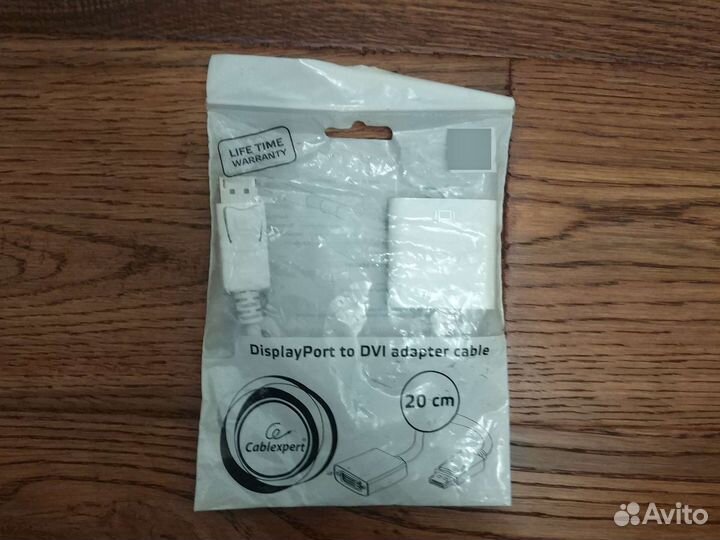 LIFE TIME
WARRANTY
DisplayPort to DVI adapter cable
20 cm
Cablexpert®
Avito